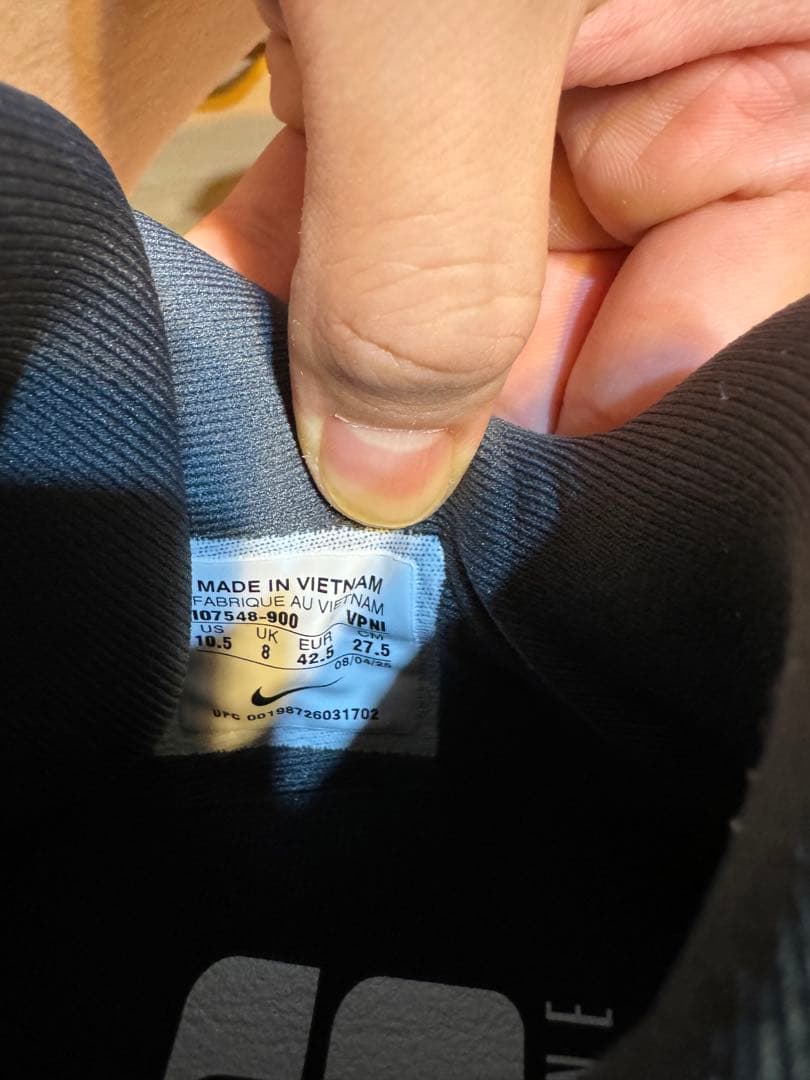 MADE IN VIETNAM
FABRIQUE AU VIETNAM
I07548-900 VPNI
US UK EUR CM
10.5 8 42.5 27.5
08/04/25
UPC 00198726031702
N E